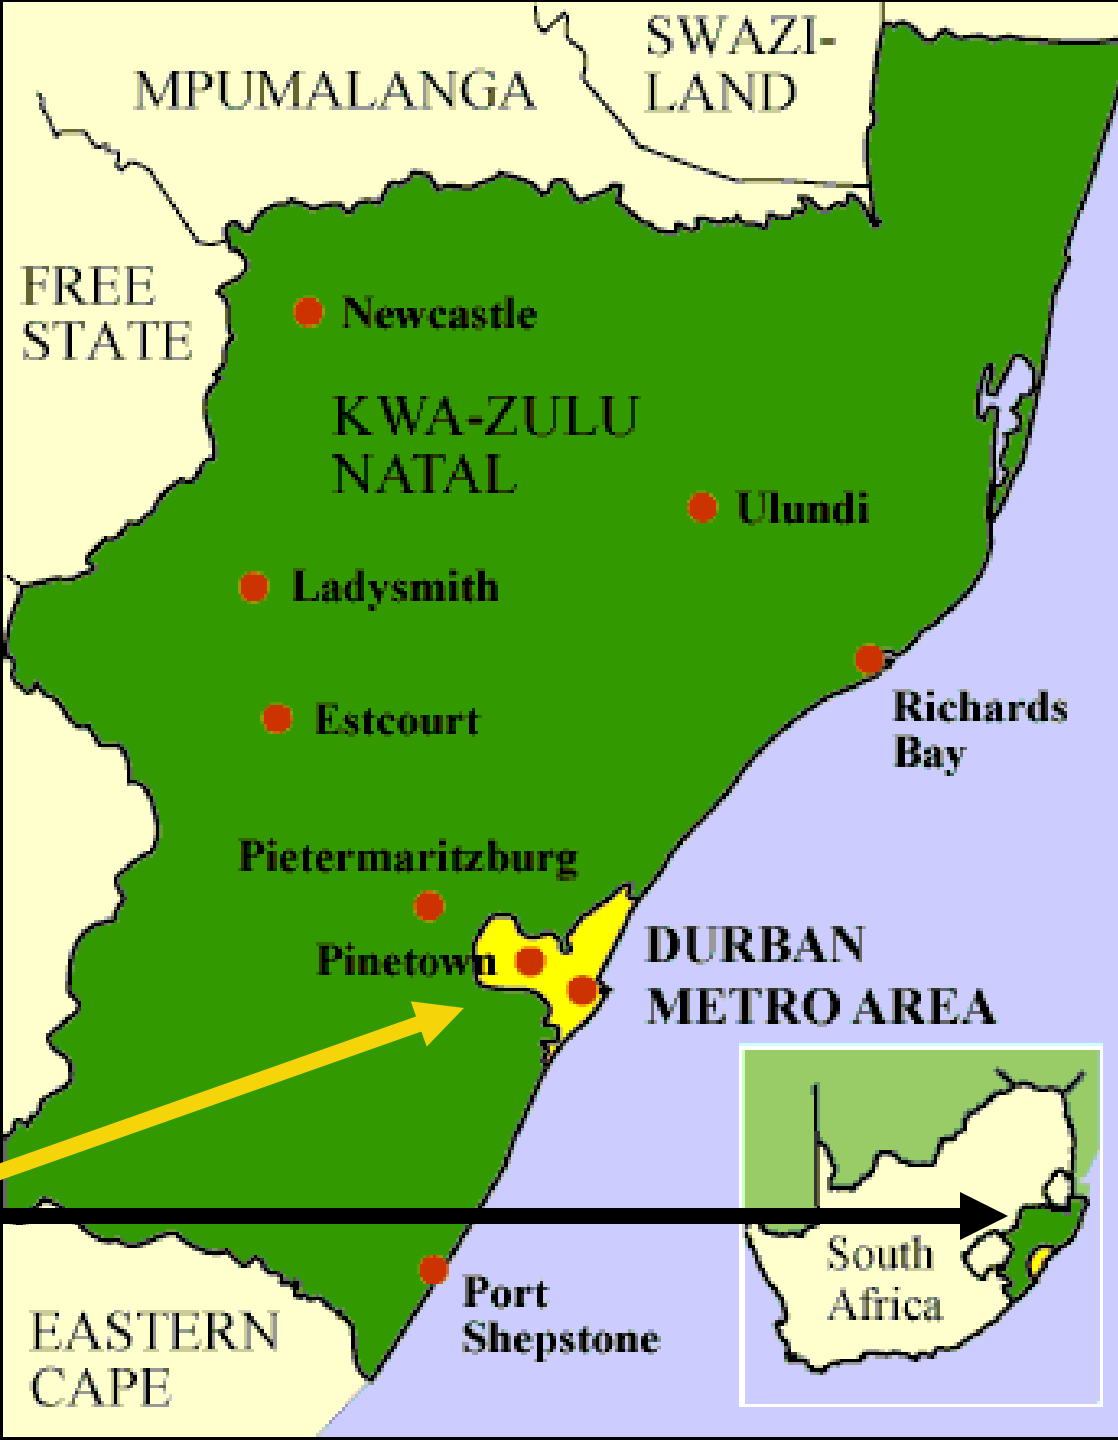 SWAZI-
LAND
MPUMALANGA
FREE
STATE
Newcastle
KWA-ZULU
NATAL
Ulundi
Ladysmith
Richards
Bay
Estcourt
Pietermaritzburg
Pinetown
DURBAN
METRO AREA
South
Africa
Port
Shepstone
EASTERN
CAPE